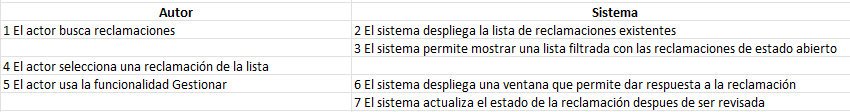 Autor Sistema
1 El actor busca reclamaciones 2 El sistema despliega la lista de reclamaciones existentes
3 El sistema permite mostrar una lista filtrada con las reclamaciones de estado abierto
4 El actor selecciona una reclamación de la lista
5 El actor usa la funcionalidad Gestionar 6 El sistema despliega una ventana que permite dar respuesta a la reclamación
7 El sistema actualiza el estado de la reclamación despues de ser revisada